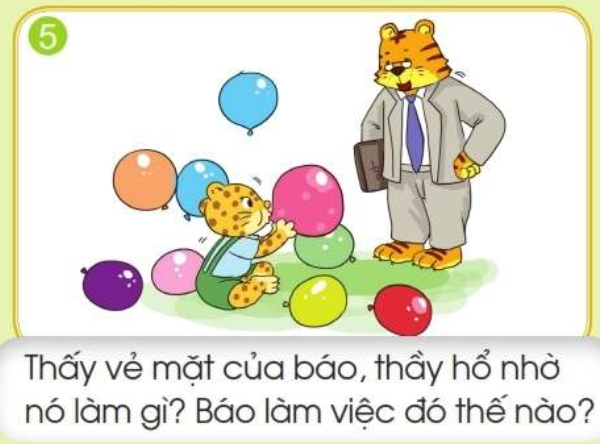 5
Thấy vẻ mặt của báo, thầy hổ nhờ
nó làm gì? Báo làm việc đó thế nào?